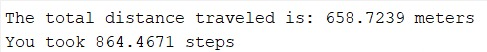 The total distance traveled is: 658.7239 meters
You took 864.4671 steps